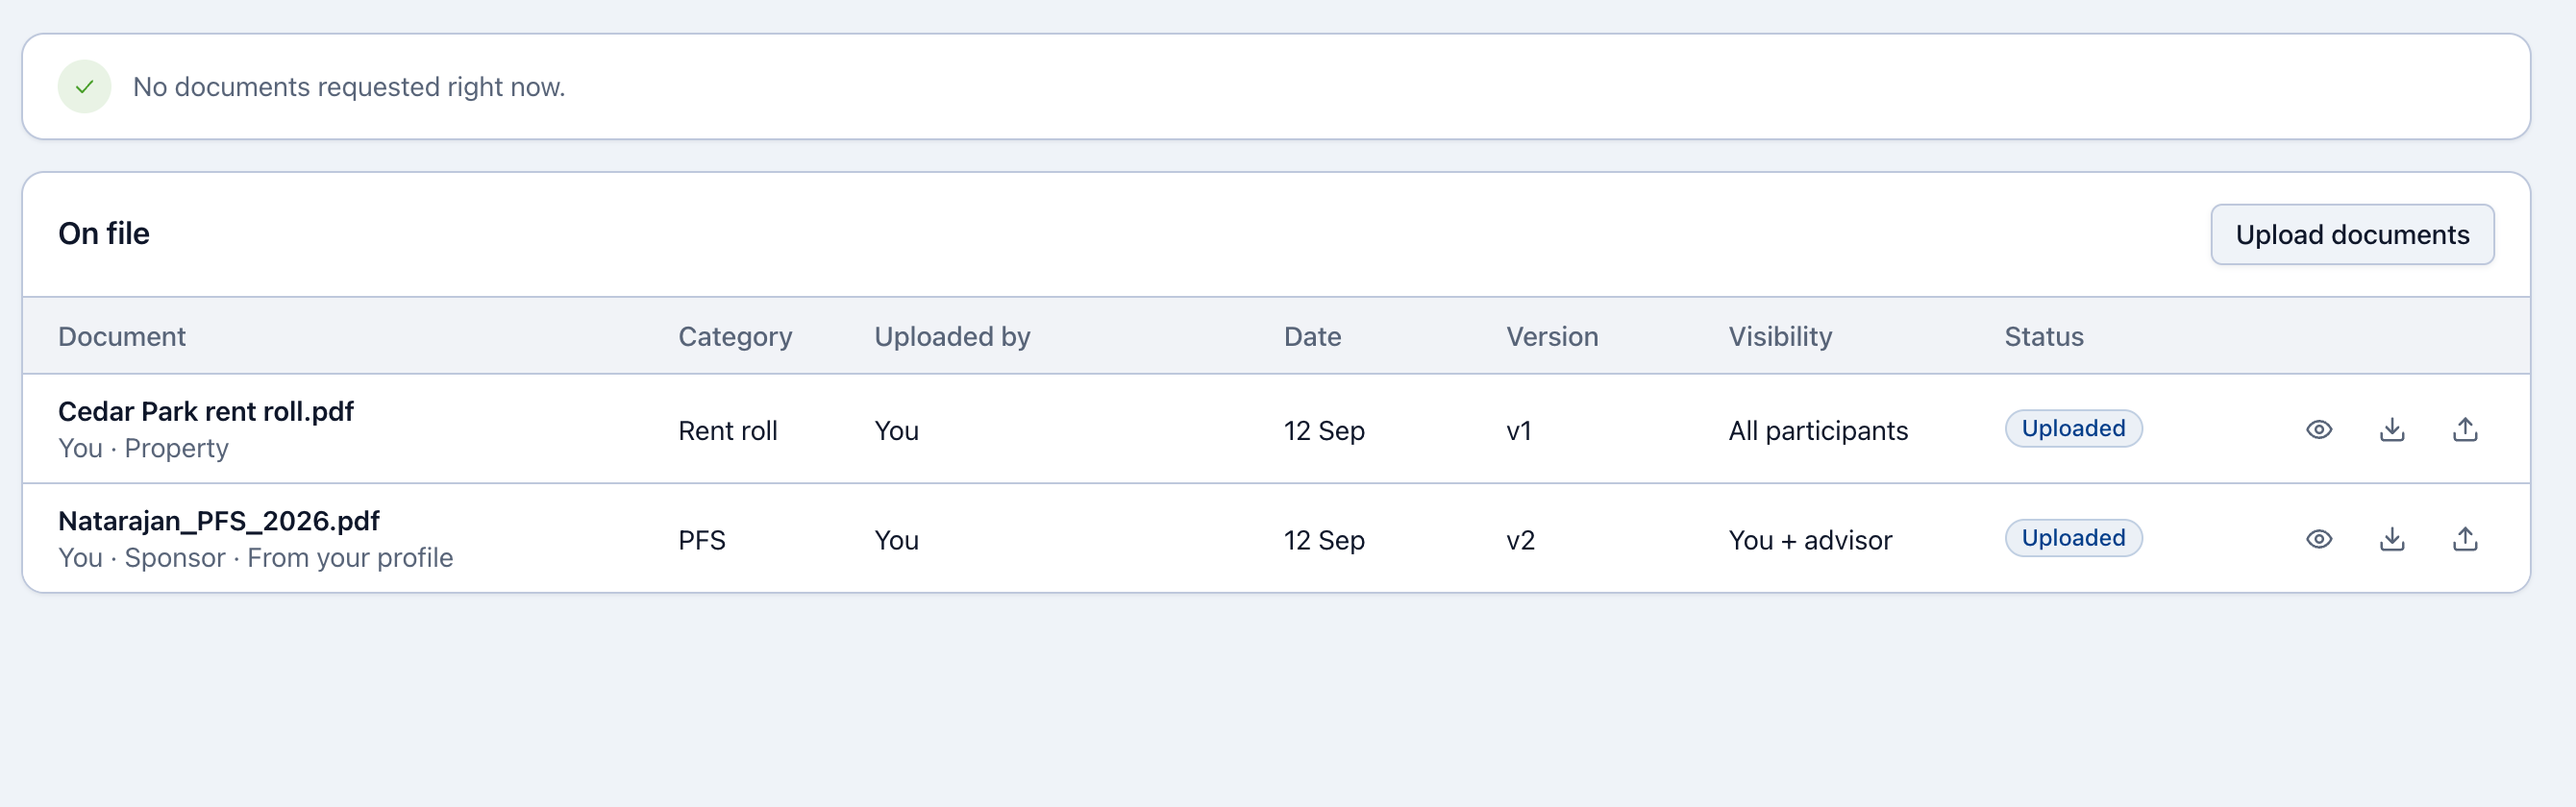 No documents requested right now.
On file
Upload documents
Document Category Uploaded by Date Version Visibility Status
Cedar Park rent roll.pdf
You · Property
Rent roll You 12 Sep v1 All participants Uploaded
Natarajan_PFS_2026.pdf
You · Sponsor · From your profile
PFS You 12 Sep v2 You + advisor Uploaded